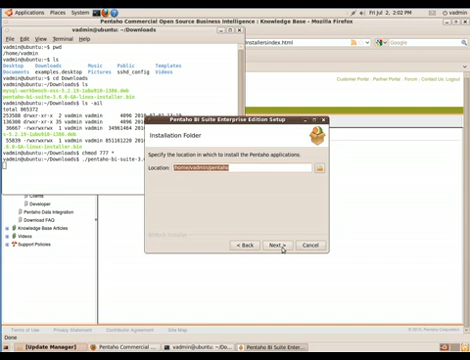 Applications Places System Fri Jul 2, 2:02 PM vadmin
Pentaho Commercial Open Source Business Intelligence : Knowledge Base - Mozilla Firefox
vadmin@ubuntu: ~/Downloads
File Edit View Terminal Help
vadmin@ubuntu:~$ pwd
/home/vadmin
vadmin@ubuntu:~$ ls
Desktop Downloads Music Public Templates
Documents examples.desktop Pictures sshd_config Videos
vadmin@ubuntu:~$ cd Downloads
vadmin@ubuntu:~/Downloads$ ls
vadmin@ubuntu:~/Downloads$ ls -ail
total 865372
vadmin@ubuntu:~/Downloads$ chmod 777 *
Google
Customer Portal Partner Portal Forum Contact Us Logout
Pentaho BI Suite Enterprise Edition Setup
Installation Folder
Specify the location in which to install the Pentaho applications.
Location: /home/vadmin/pentaho
BitRock Installer
< Back Next > Cancel
Clients
Developer
Pentaho Data Integration
Download FAQ
Knowledge Base Articles
Videos
Support Policies
Terms of Use Privacy Statement Contributor Agreement Site Map
Done
[Update Manager] Pentaho Commercial ... vadmin@ubuntu: ~/Do... Pentaho BI Suite Enter...